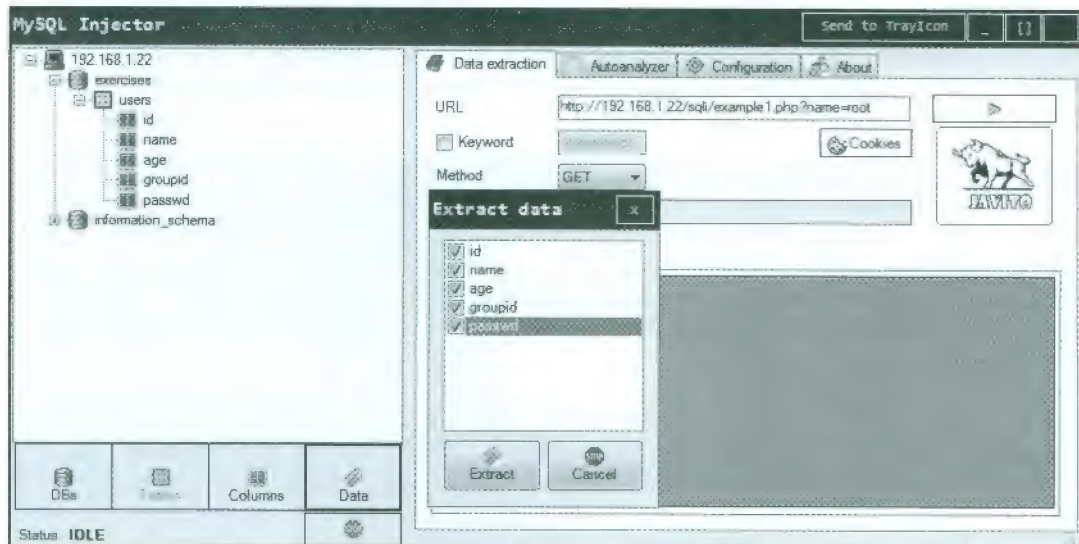 MySQL Injector
Send to TrayIcon
192.168.1.22
exercises
users
id
name
age
groupid
passwd
information_schema
DBs
Columns
Data
Status IDLE
Data extraction
Autoanalyzer
Configuration
About
URL
http://192.168.1.22/sqli/example1.php?name=root
Keyword
Cookies
Method
GET
Extract data
x
id
name
age
groupid
passwd
STOP
Extract
Cancel